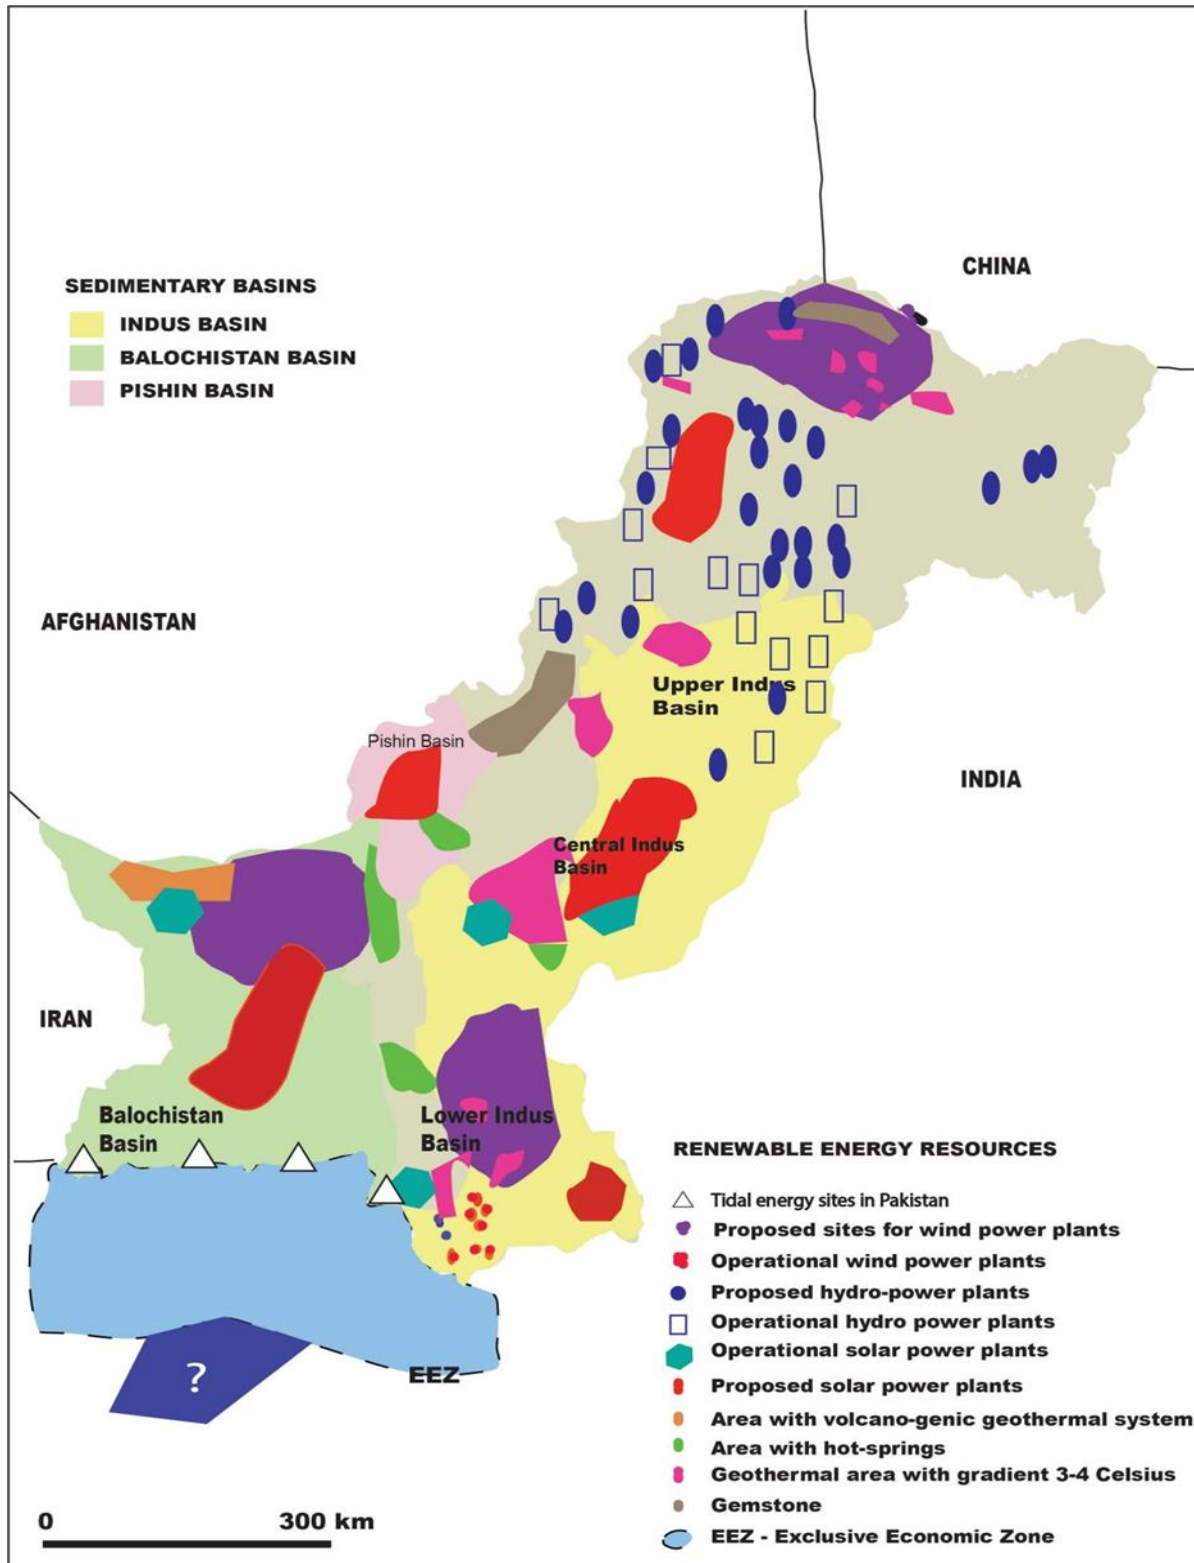 CHINA
SEDIMENTARY BASINS
INDUS BASIN
BALOCHISTAN BASIN
PISHIN BASIN
AFGHANISTAN
Upper Indus
Basin
Pishin Basin
INDIA
Central Indus
Basin
IRAN
Balochistan
Basin
Lower Indus
Basin
RENEWABLE ENERGY RESOURCES
Tidal energy sites in Pakistan
Proposed sites for wind power plants
Operational wind power plants
Proposed hydro-power plants
Operational hydro power plants
Operational solar power plants
Proposed solar power plants
Area with volcano-genic geothermal system
Area with hot-springs
Geothermal area with gradient 3-4 Celsius
Gemstone
EEZ - Exclusive Economic Zone
?
EEZ
0 300 km